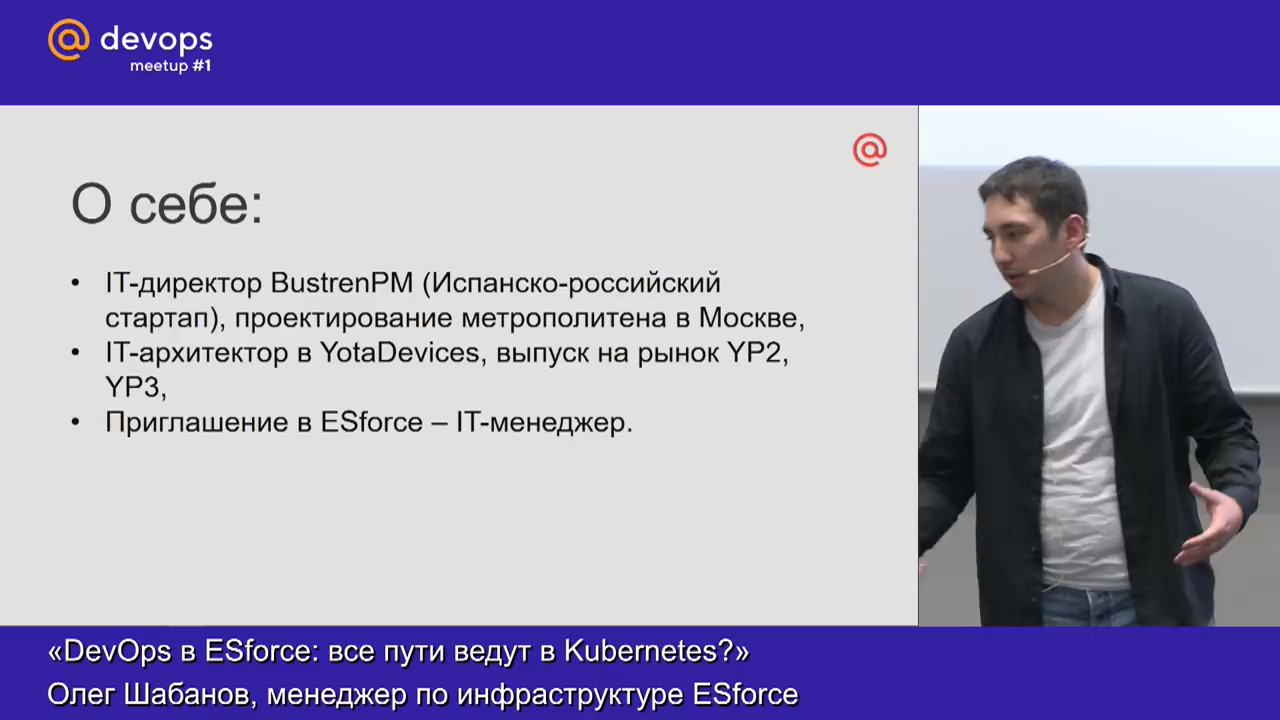 @ devops
meetup #1
@
О себе:
• IT-директор BustrenPM (Испанско-российский
стартап), проектирование метрополитена в Москве,
• IT-архитектор в YotaDevices, выпуск на рынок YP2,
YP3,
• Приглашение в ESforce – IT-менеджер.
«DevOps в ESforce: все пути ведут в Kubernetes?»
Олег Шабанов, менеджер по инфраструктуре ESforce